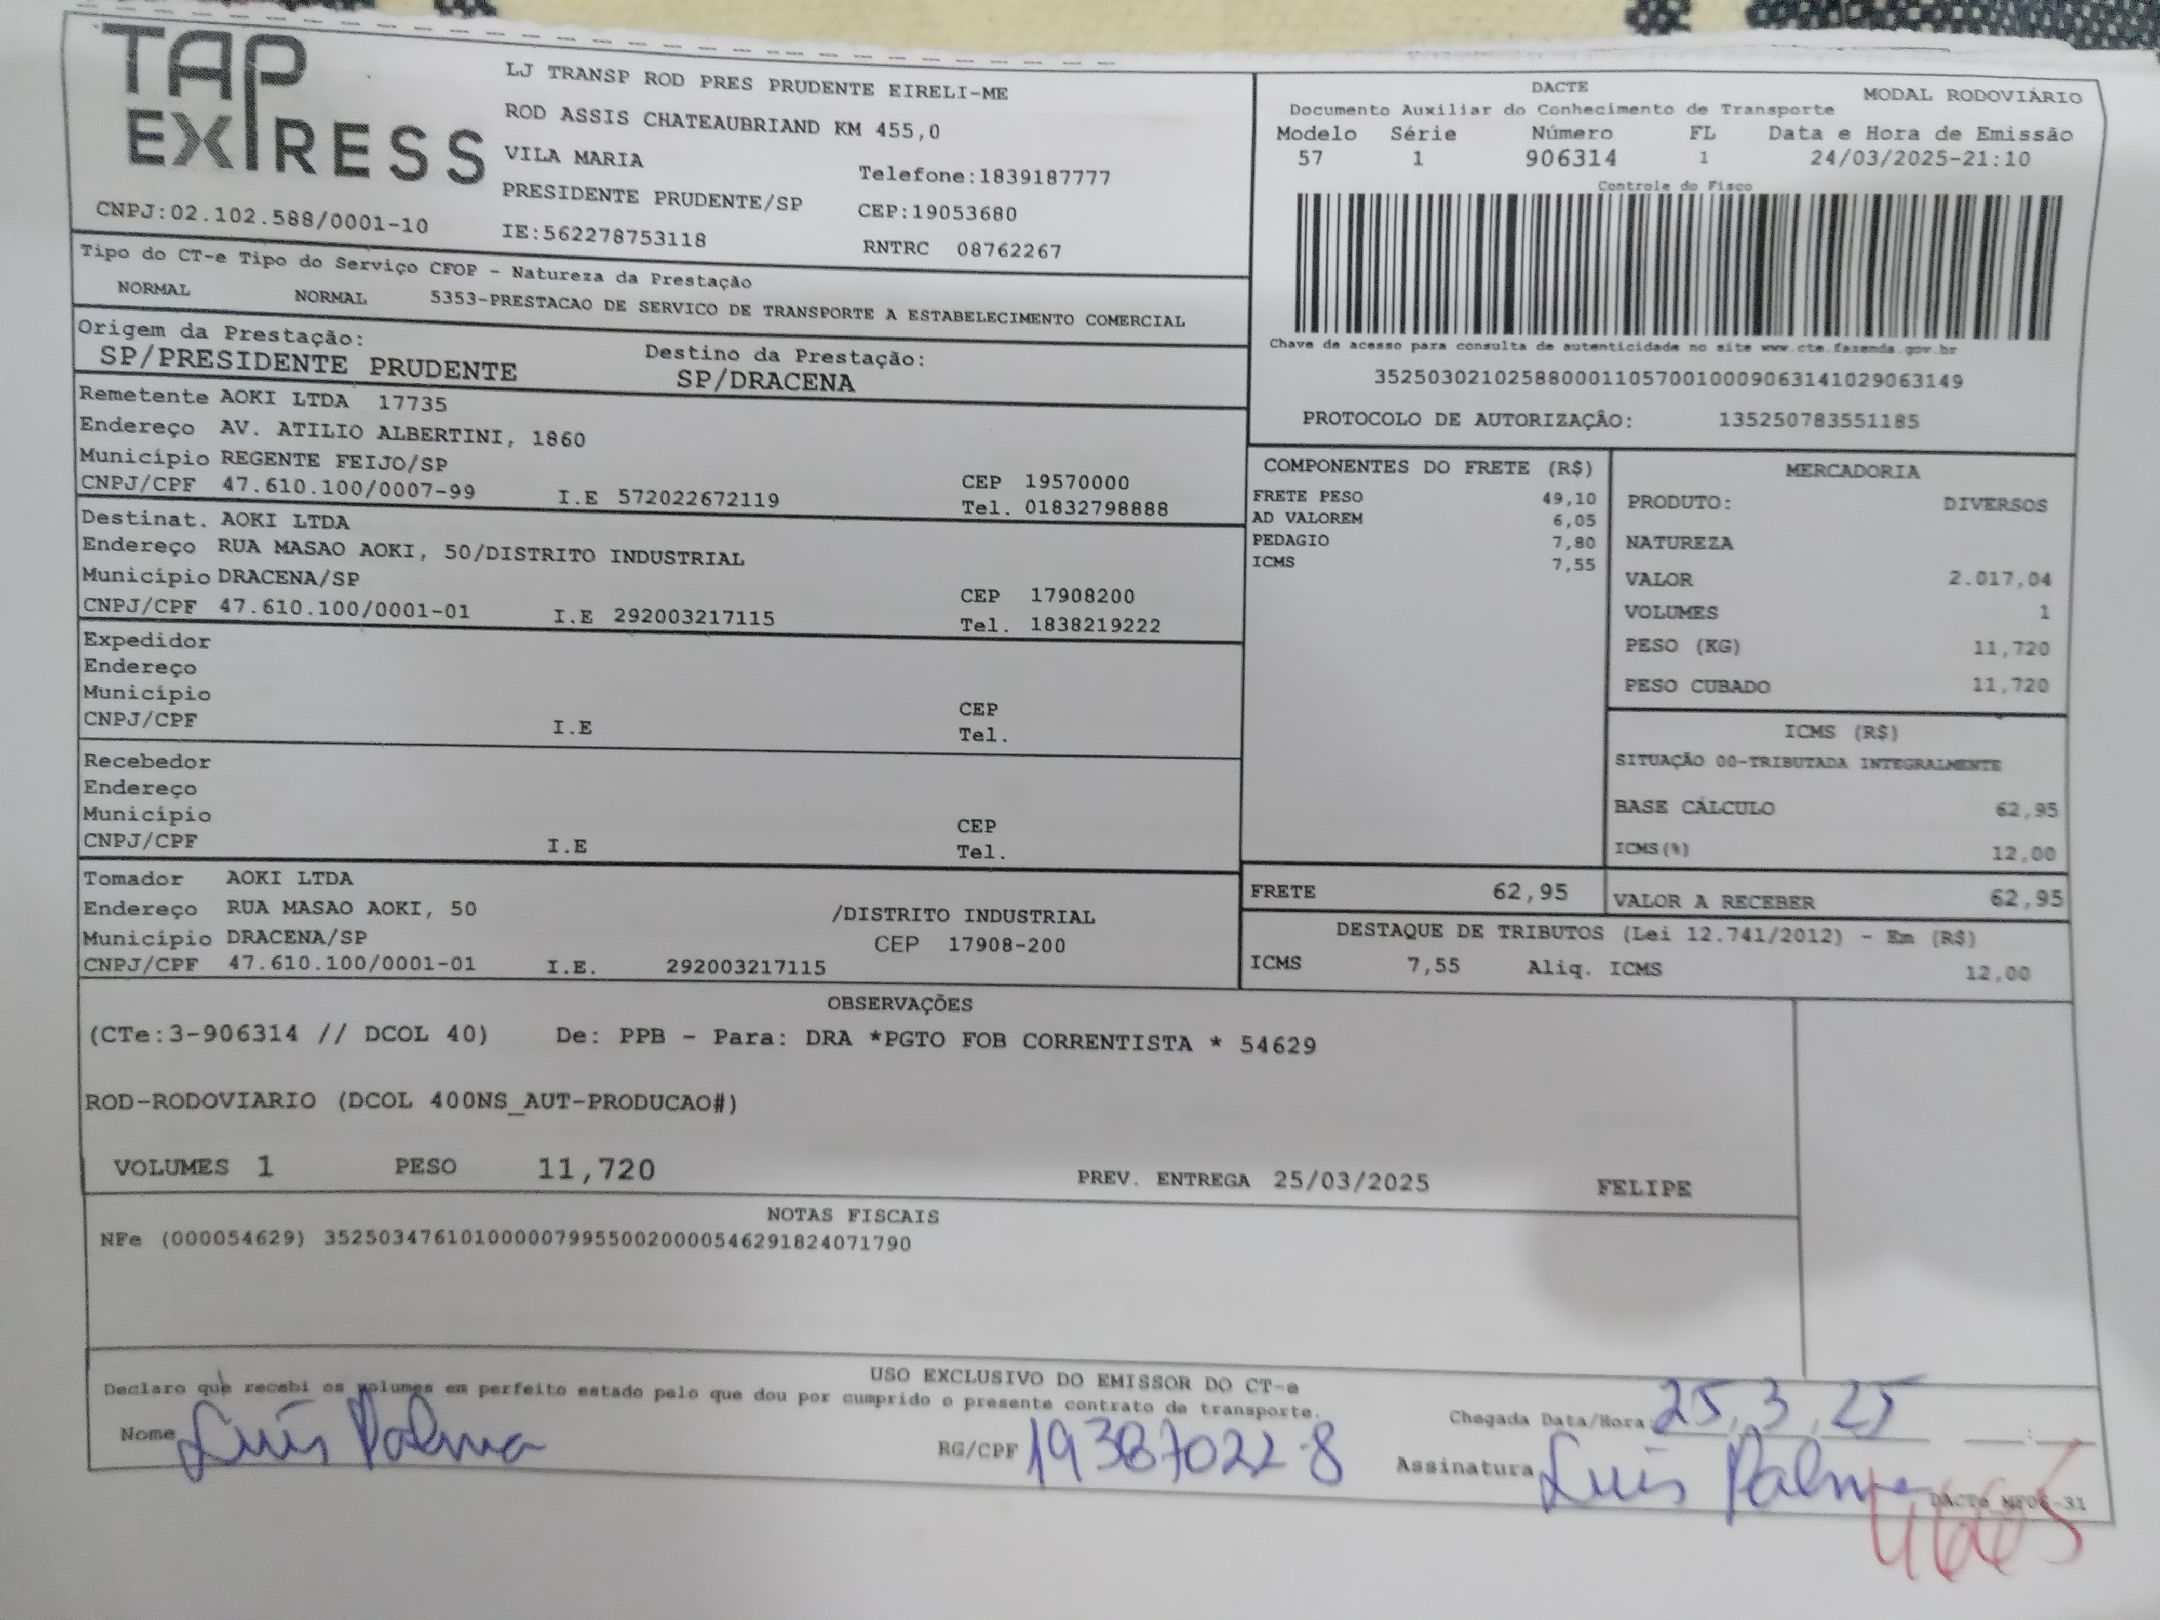 TAP EXPRESS
LJ TRANSP ROD PRES PRUDENTE EIRELI-ME
ROD ASSIS CHATEAUBRIAND KM 455,0
VILA MARIA Telefone:1839187777
PRESIDENTE PRUDENTE/SP CEP:19053680
CNPJ:02.102.588/0001-10 IE:562278753118 RNTRC 08762267
DACTE MODAL RODOVIÁRIO
Documento Auxiliar do Conhecimento de Transporte
Modelo Série Número FL Data e Hora de Emissão
57 1 906314 1 24/03/2025-21:10
Controle do Fisco
Chave de acesso para consulta de autenticidade no site www.cte.fazenda.gov.br
35250302102588000110570010009063141029063149
PROTOCOLO DE AUTORIZAÇÂO: 135250783551185
Tipo do CT-e Tipo do Serviço CFOP - Natureza da Prestação
NORMAL NORMAL 5353-PRESTACAO DE SERVICO DE TRANSPORTE A ESTABELECIMENTO COMERCIAL
Origem da Prestação: Destino da Prestação:
SP/PRESIDENTE PRUDENTE SP/DRACENA
Remetente AOKI LTDA 17735
Endereço AV. ATILIO ALBERTINI, 1860
Município REGENTE FEIJO/SP CEP 19570000
CNPJ/CPF 47.610.100/0007-99 I.E 572022672119 Tel. 01832798888
Destinat. AOKI LTDA
Endereço RUA MASAO AOKI, 50/DISTRITO INDUSTRIAL
Município DRACENA/SP CEP 17908200
CNPJ/CPF 47.610.100/0001-01 I.E 292003217115 Tel. 1838219222
Expedidor
Endereço
Município CEP
CNPJ/CPF I.E Tel.
Recebedor
Endereço
Município CEP
CNPJ/CPF I.E Tel.
Tomador AOKI LTDA
Endereço RUA MASAO AOKI, 50 /DISTRITO INDUSTRIAL
Município DRACENA/SP CEP 17908-200
CNPJ/CPF 47.610.100/0001-01 I.E. 292003217115
COMPONENTES DO FRETE (R$)
FRETE PESO 49,10
AD VALOREM 6,05
PEDAGIO 7,80
ICMS 7,55
MERCADORIA
PRODUTO: DIVERSOS
NATUREZA
VALOR 2.017,04
VOLUMES 1
PESO (KG) 11,720
PESO CUBADO 11,720
ICMS (R$)
SITUAÇÃO 00-TRIBUTADA INTEGRALMENTE
BASE CÁLCULO 62,95
ICMS(%) 12,00
FRETE 62,95 VALOR A RECEBER 62,95
DESTAQUE DE TRIBUTOS (Lei 12.741/2012) - Em (R$)
ICMS 7,55 Aliq. ICMS 12,00
OBSERVAÇÕES
(CTe:3-906314 // DCOL 40) De: PPB - Para: DRA *PGTO FOB CORRENTISTA * 54629
ROD-RODOVIARIO (DCOL 400NS_AUT-PRODUCAO#)
VOLUMES 1 PESO 11,720 PREV. ENTREGA 25/03/2025 FELIPE
NOTAS FISCAIS
NFe (000054629) 35250347610100000799550020000546291824071790
USO EXCLUSIVO DO EMISSOR DO CT-e
Declaro que recebi os volumes em perfeito estado pelo que dou por cumprido o presente contrato de transporte.
Chegada Data/Hora: 25 3 25
Nome Luís Palma RG/CPF 19387022-8 Assinatura Luís Palma